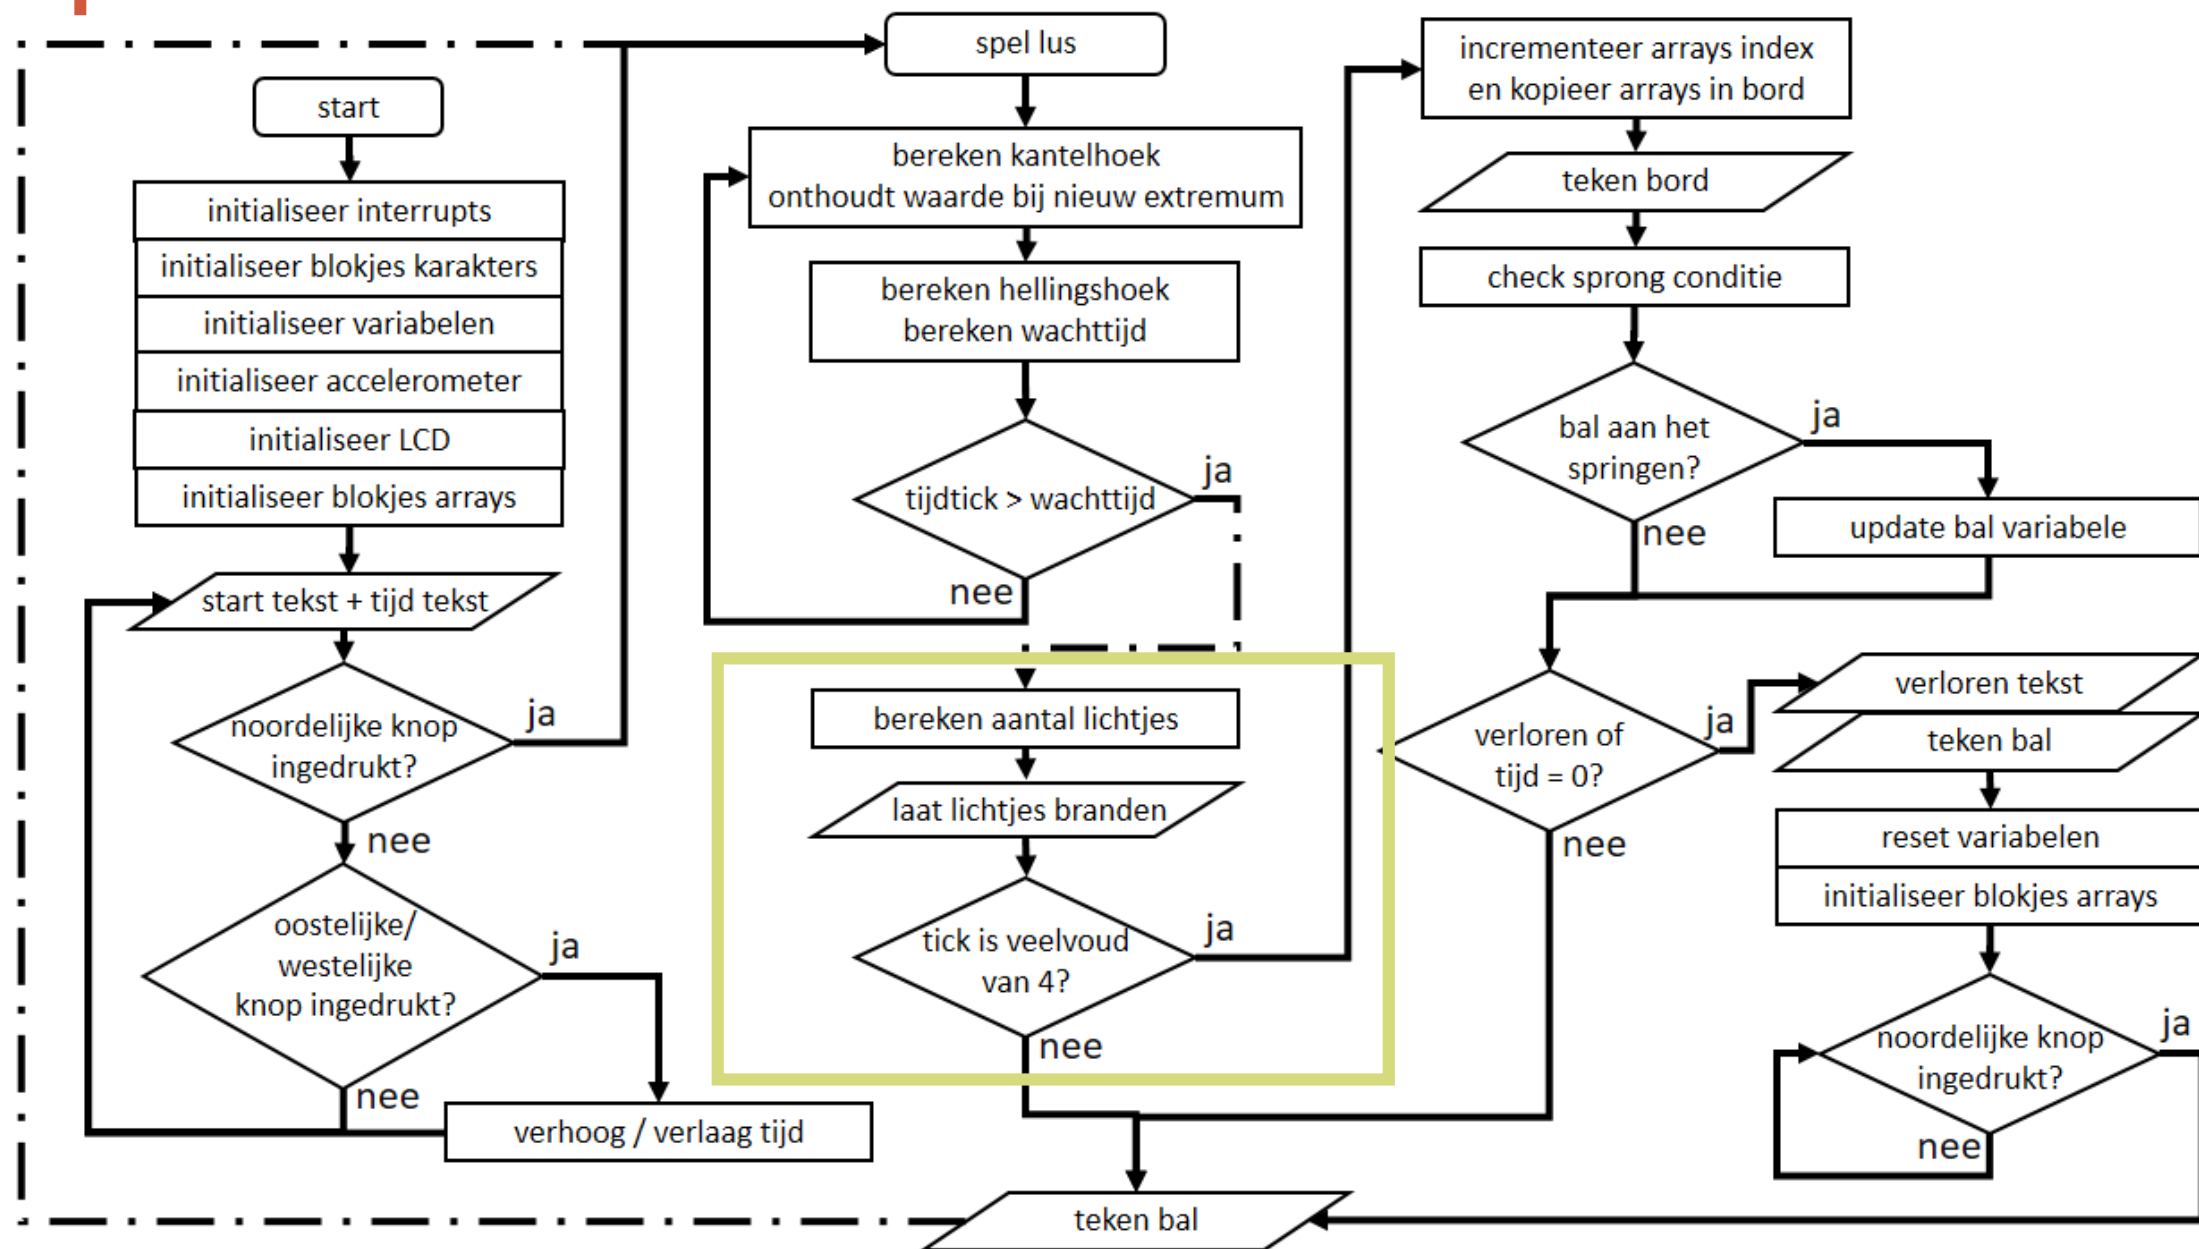 start
initialiseer interrupts
initialiseer blokjes karakters
initialiseer variabelen
initialiseer accelerometer
initialiseer LCD
initialiseer blokjes arrays
start tekst + tijd tekst
noordelijke knop
ingedrukt?
ja
nee
oostelijke/
westelijke
knop ingedrukt?
ja
nee
verhoog / verlaag tijd
spel lus
bereken kantelhoek
onthoudt waarde bij nieuw extremum
bereken hellingshoek
bereken wachttijd
tijdtick > wachttijd
ja
nee
bereken aantal lichtjes
laat lichtjes branden
tick is veelvoud
van 4?
ja
nee
teken bal
incrementeer arrays index
en kopieer arrays in bord
teken bord
check sprong conditie
bal aan het
springen?
ja
nee
update bal variabele
verloren of
tijd = 0?
ja
nee
verloren tekst
teken bal
reset variabelen
initialiseer blokjes arrays
noordelijke knop
ingedrukt?
ja
nee